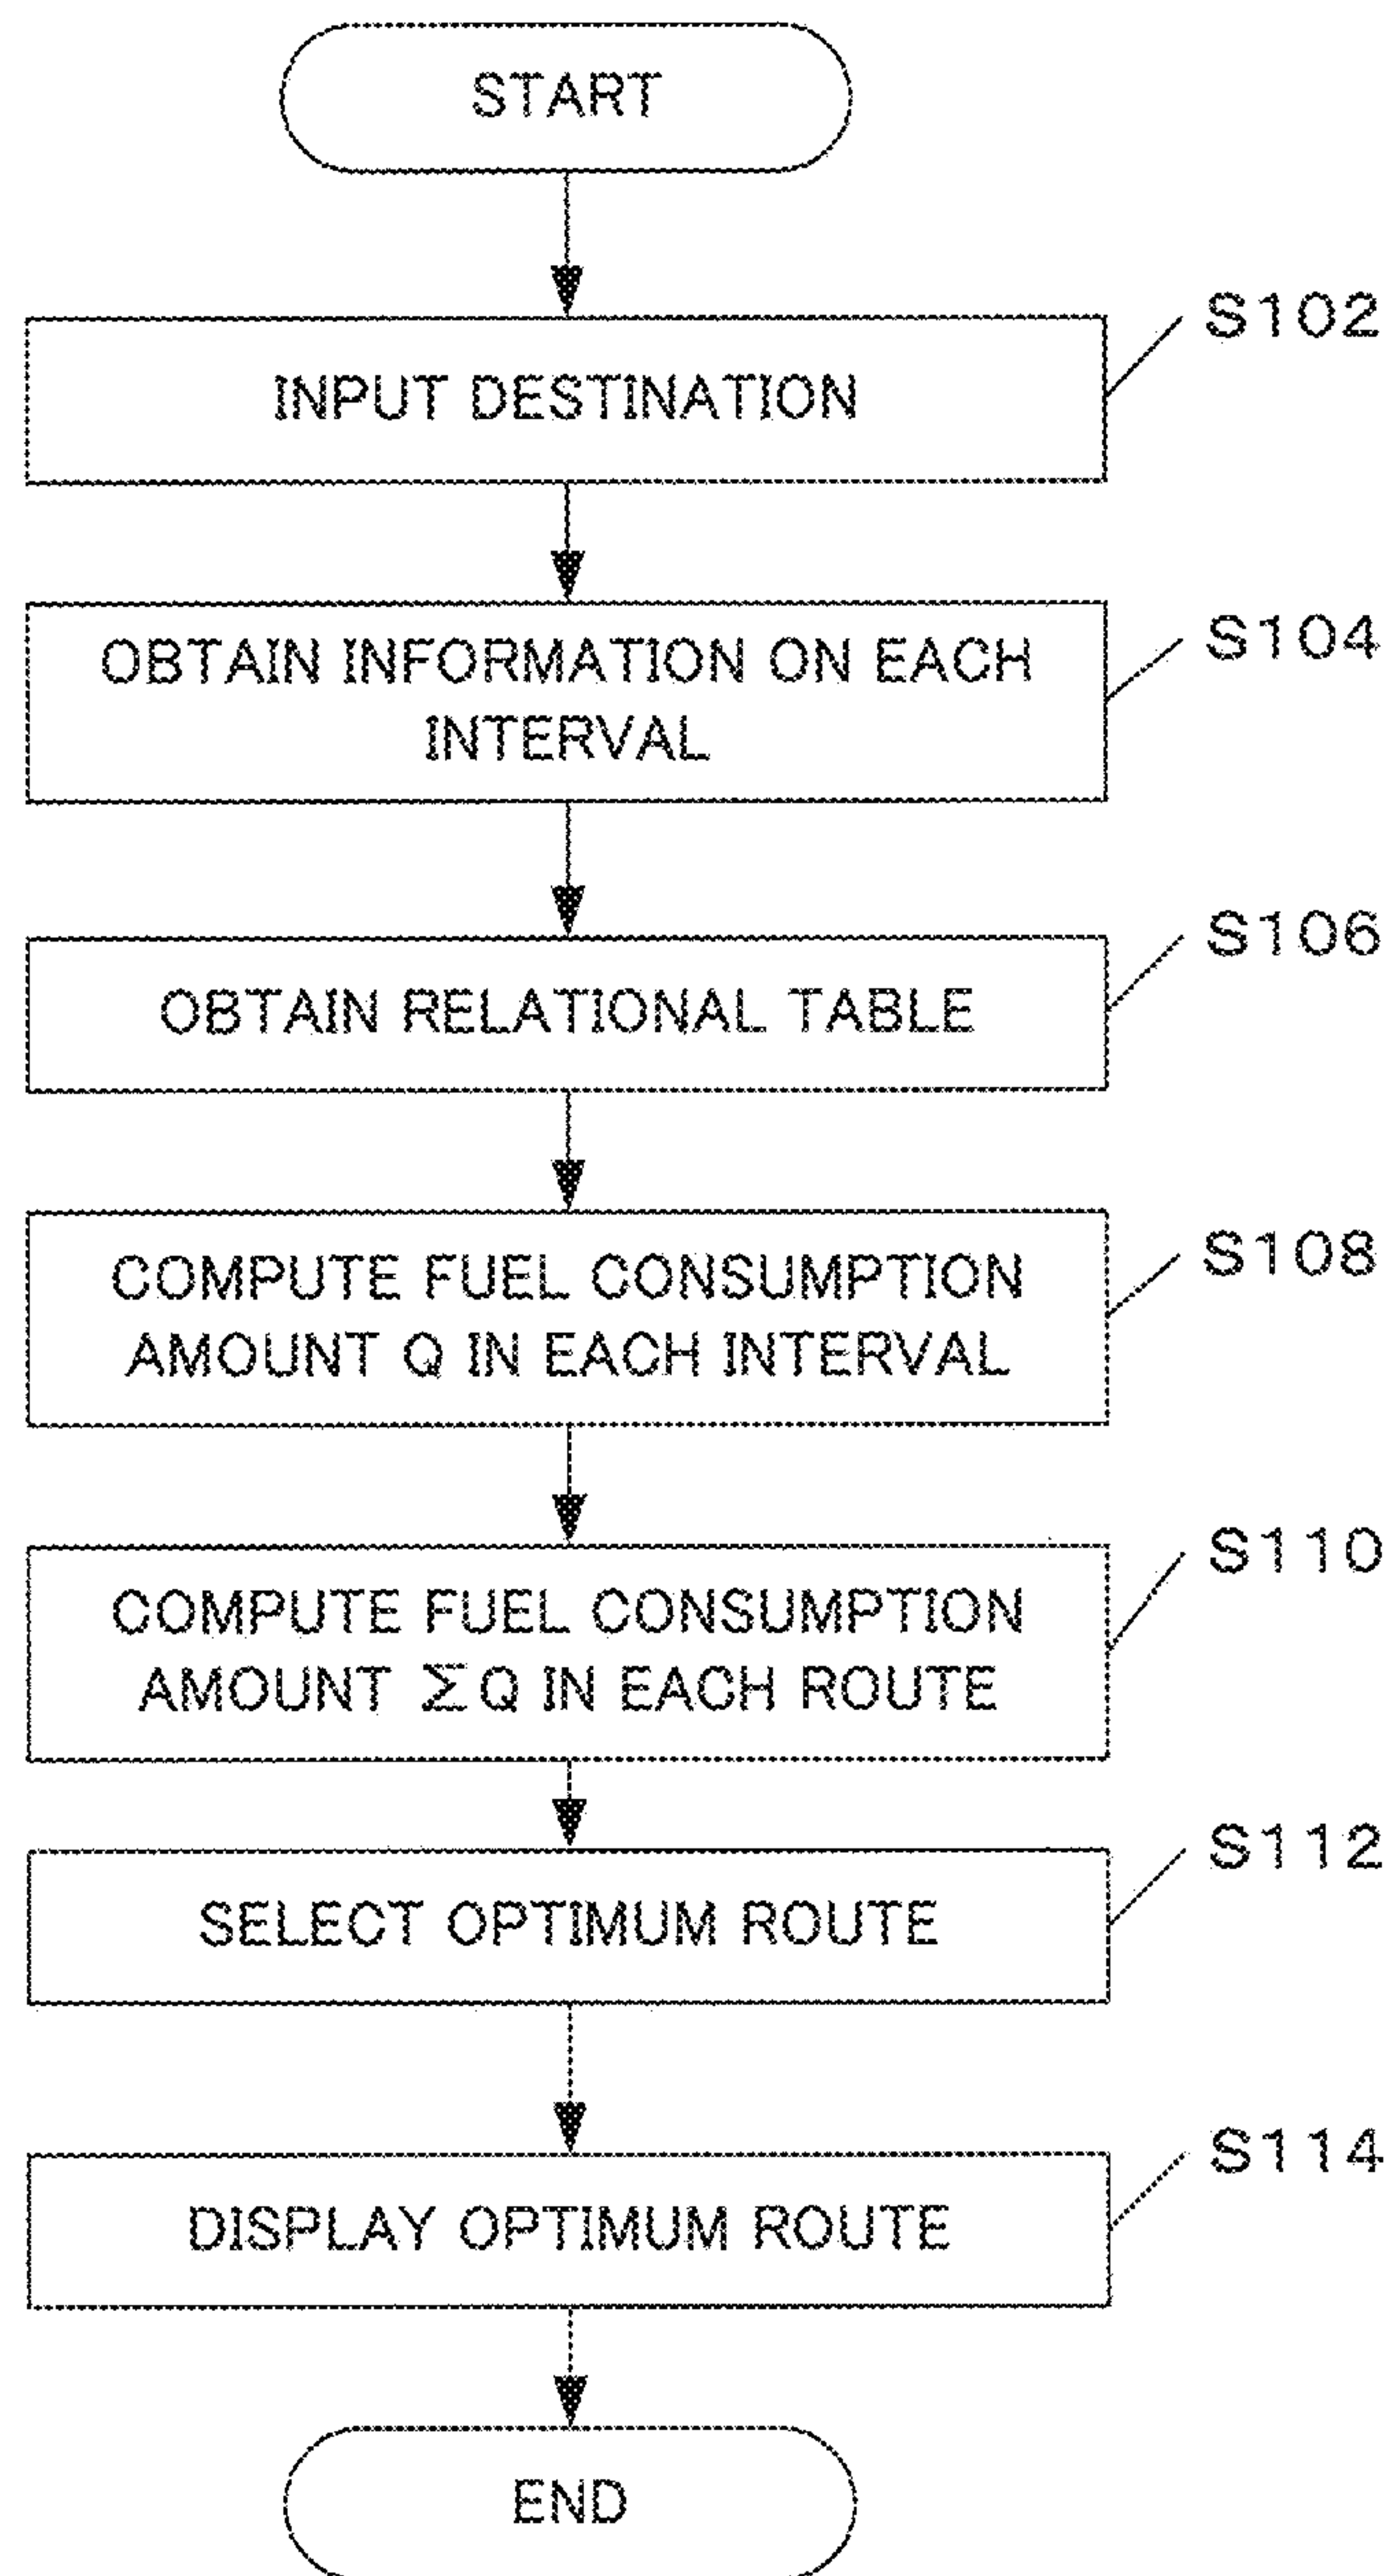 START
S102
INPUT DESTINATION
S104
OBTAIN INFORMATION ON EACH
INTERVAL
S106
OBTAIN RELATIONAL TABLE
S108
COMPUTE FUEL CONSUMPTION
AMOUNT Q IN EACH INTERVAL
S110
COMPUTE FUEL CONSUMPTION
AMOUNT ΣQ IN EACH ROUTE
S112
SELECT OPTIMUM ROUTE
S114
DISPLAY OPTIMUM ROUTE
END